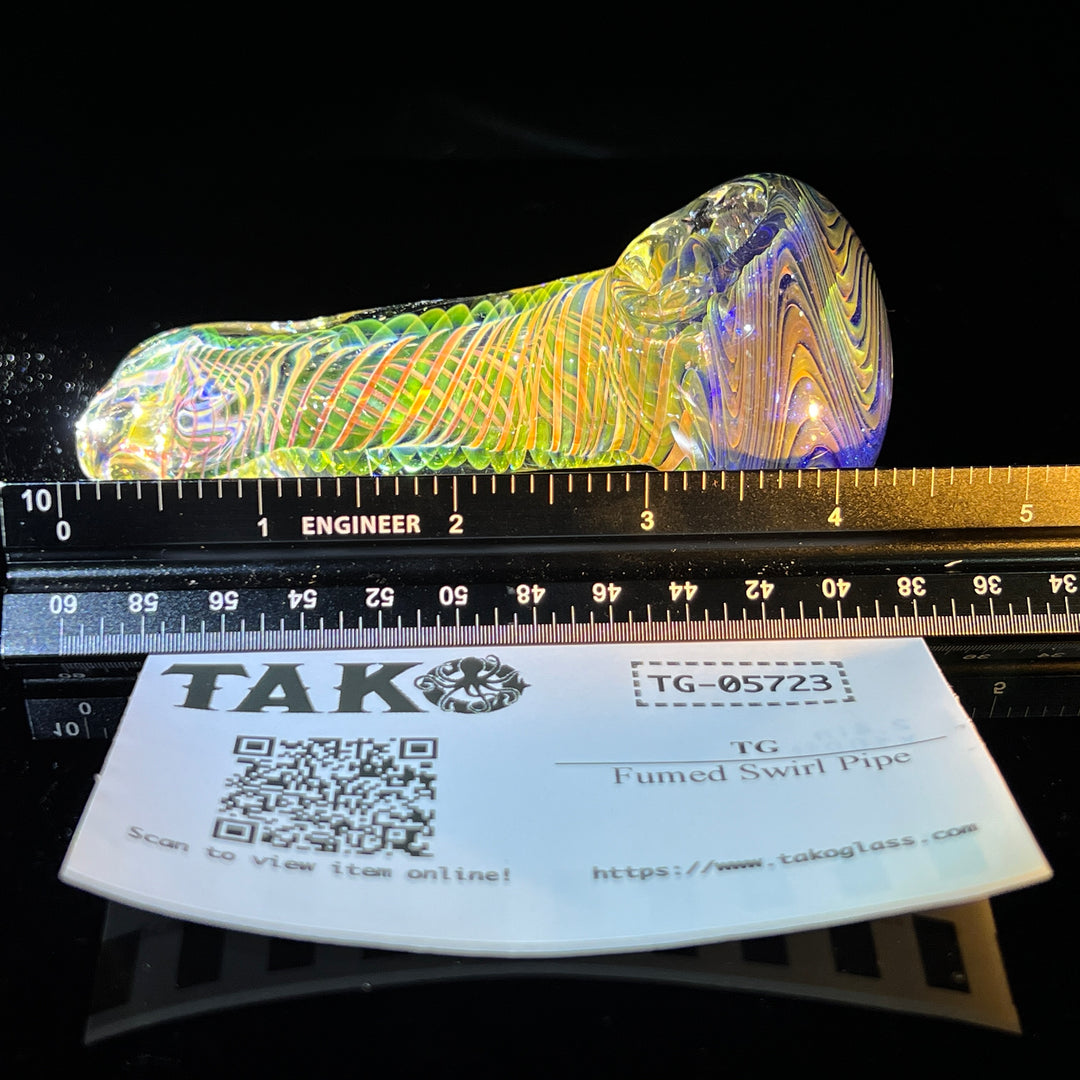 10
0 1 ENGINEER 2 3 4 5
60 58 56 54 52 50 48 46 44 42 40 38 36 34
TAKO
TG-05723
TG
Fumed Swirl Pipe
Scan to view item online!
https://www.takoglass.com